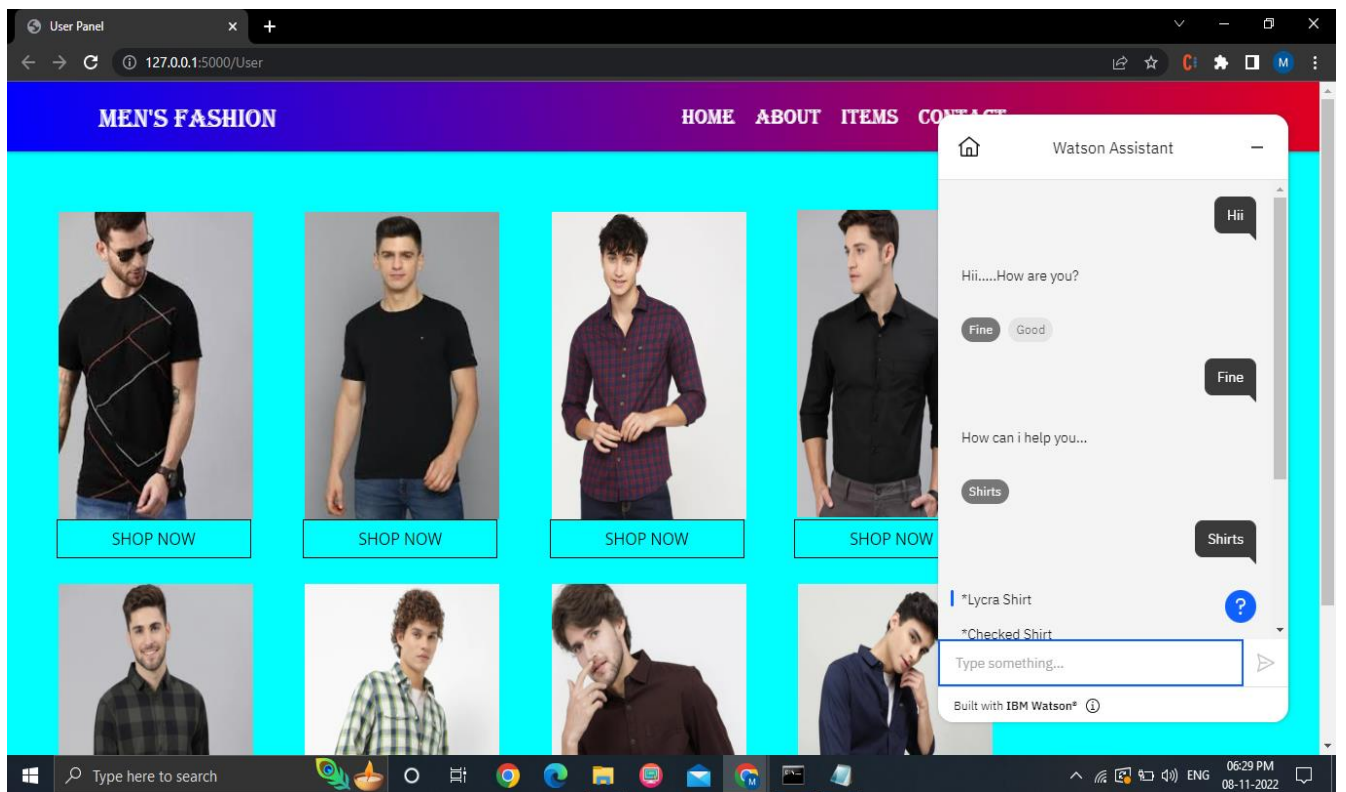 User Panel
127.0.0.1:5000/User
M
MEN'S FASHION
HOME ABOUT ITEMS CONTACT
Watson Assistant
Hii
Hii.....How are you?
Fine Good
Fine
How can i help you...
Shirts
Shirts
*Lycra Shirt
?
*Checked Shirt
Type something...
Built with IBM Watson®
SHOP NOW SHOP NOW SHOP NOW SHOP NOW
Type here to search
ENG
06:29 PM
08-11-2022